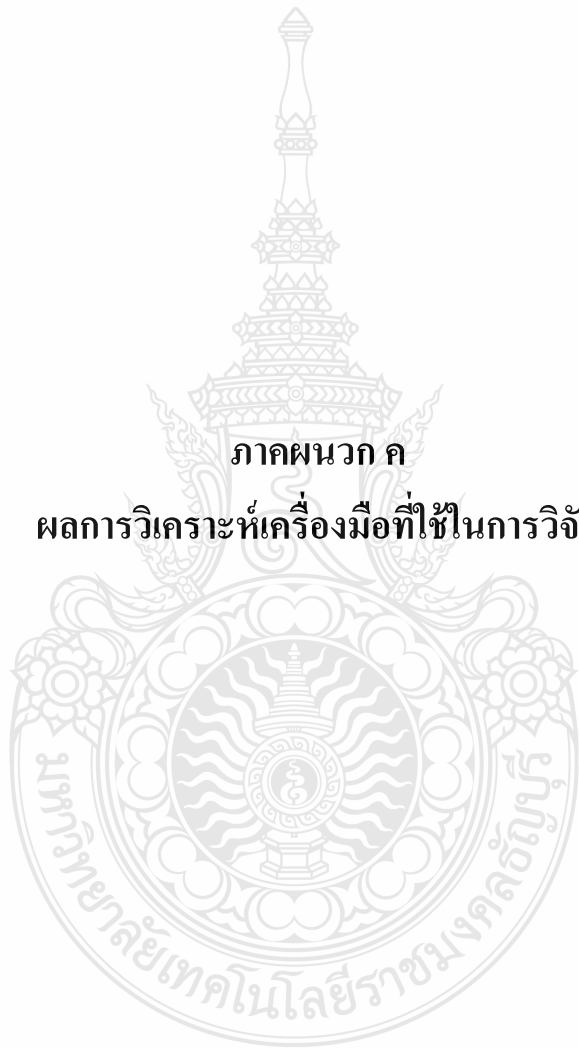 ภาคผนวก ค
ผลการวิเคราะห์เครื่องมือที่ใช้ในการวิจั
มหาวิทยาลัยเทคโนโลยีราชมงคลธัญบุรี